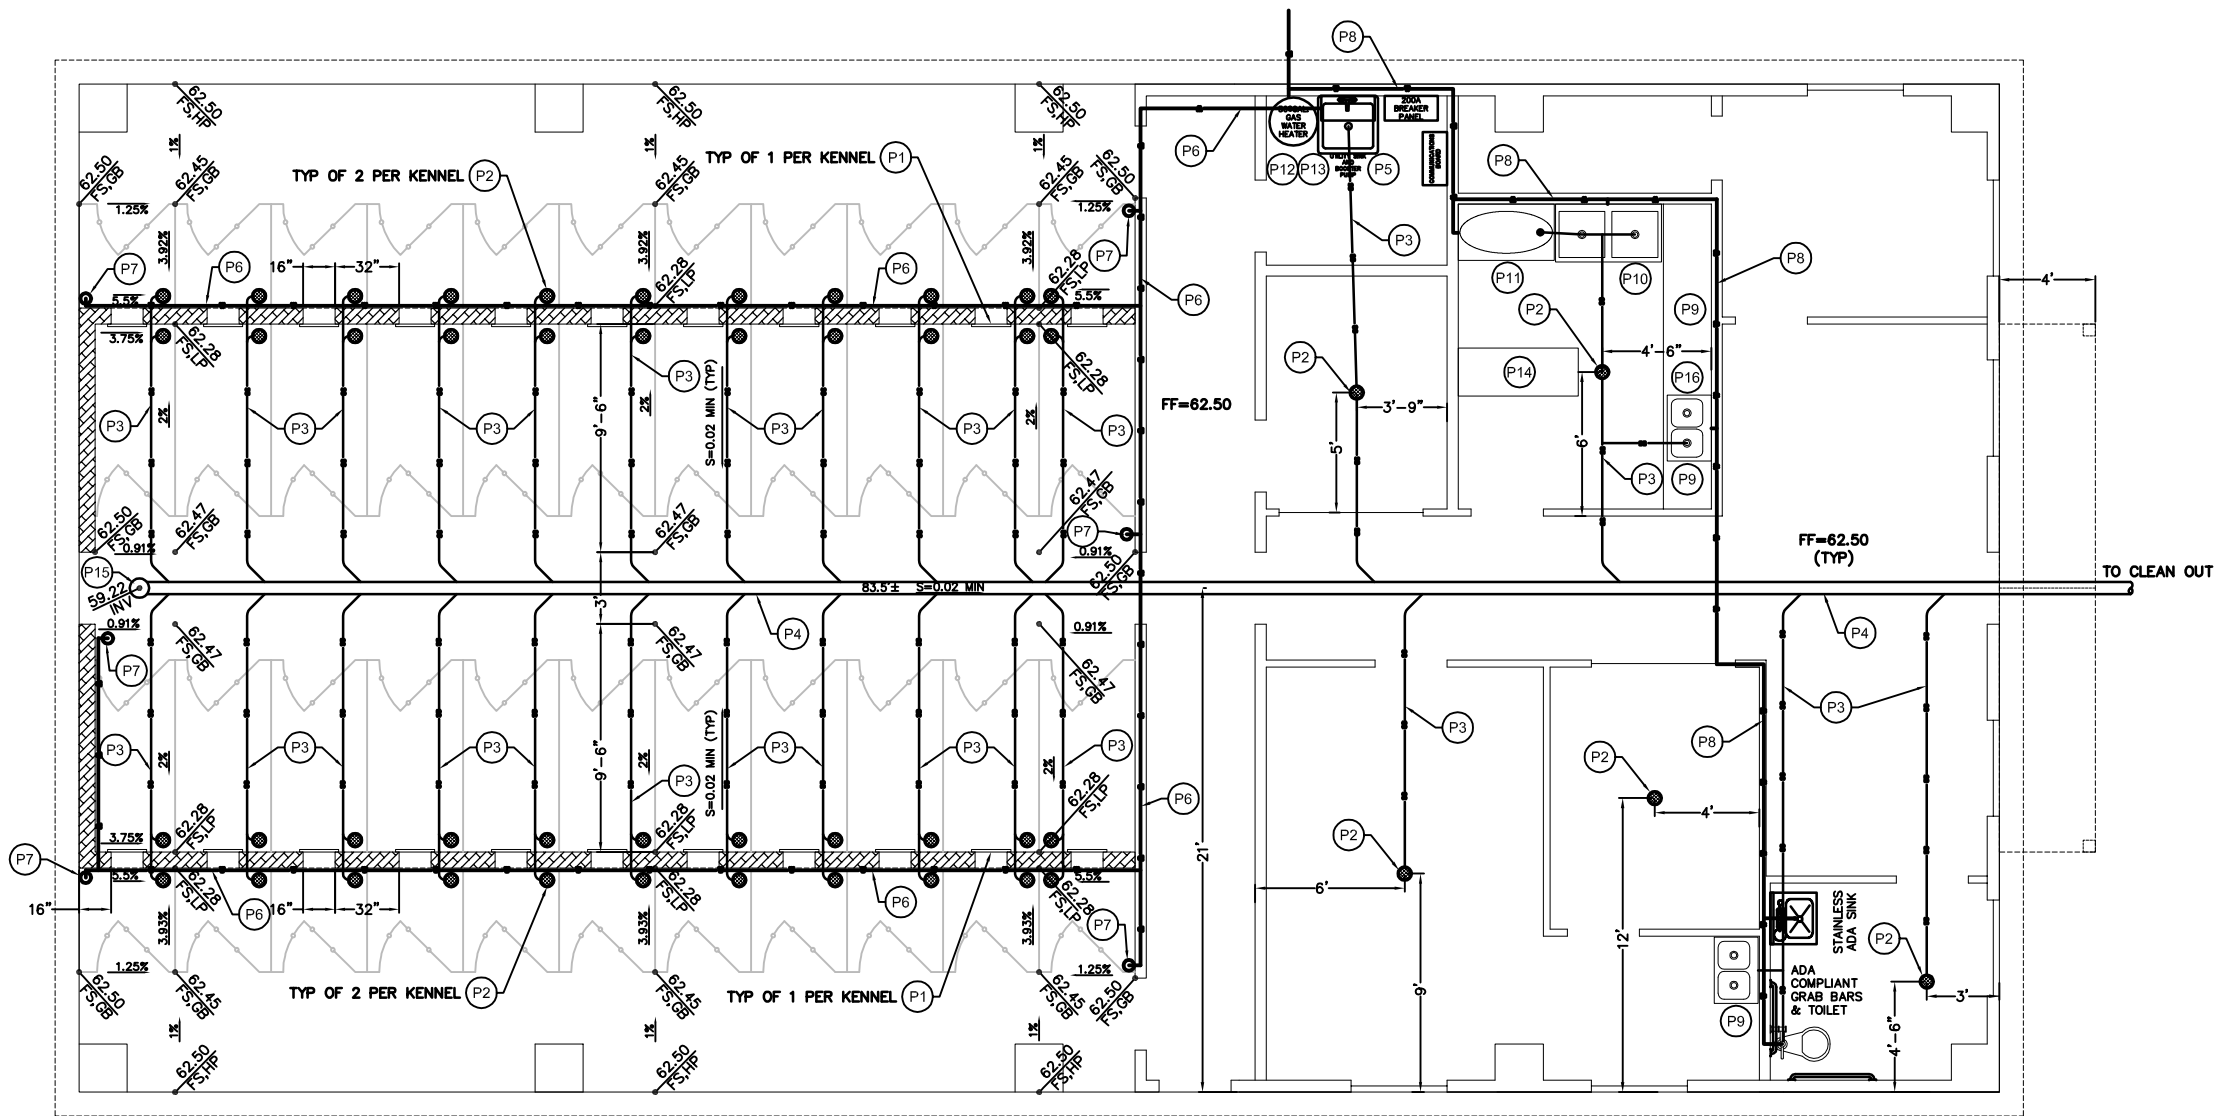 P8
62.50
FS,HP
62.50
FS,HP
62.50
FS,HP
1%
1%
1%
GAS
WATER
HEATER
200A
BREAKER
PANEL
COMMUNICATIONS
BOARD
P6
P12
P13
UTILITY SINK
AND
BOOSTER
PUMP
P5
P8
TYP OF 2 PER KENNEL
P2
TYP OF 1 PER KENNEL
P1
62.50
FS,GB
62.45
FS,GB
62.45
FS,GB
62.45
FS,GB
62.50
FS,GB
1.25%
1.25%
3.92%
3.92%
3.92%
P7
P6
16"
32"
P6
62.28
FS,LP
62.28
FS,LP
P7
P6
P3
P11
P10
P8
4'
5.5%
5.5%
3.75%
62.28
FS,LP
62.28
FS,LP
P2
P9
P2
4'-6"
P14
P16
P3
S=0.02 MIN (TYP)
9'-6"
2%
2%
2%
P3
P3
P3
P3
P3
P3
FF=62.50
3'-9"
5'
6'
P3
P9
62.50
FS,GB
62.47
FS,GB
62.47
FS,GB
62.47
FS,GB
P7
0.91%
0.91%
62.50
FS,GB
FF=62.50
(TYP)
P15
59.22
INV
83.5'±
S=0.02 MIN
TO CLEAN OUT
3'
0.91%
0.91%
P4
P4
62.47
FS,GB
62.47
FS,GB
62.47
FS,GB
P7
P3
P3
P3
P3
P3
P3
P3
2%
2%
2%
9'-6"
S=0.02 MIN (TYP)
P3
P8
P3
P2
4'
62.28
FS,LP
62.28
FS,LP
62.28
FS,LP
P6
3.75%
P2
21'
P7
5.5%
5.5%
62.28
FS,LP
62.28
FS,LP
62.28
FS,LP
16"
P6
16"
32"
P6
6'
3.93%
3.93%
3.93%
P7
STAINLESS
ADA SINK
P2
12'
9'
1.25%
1.25%
62.50
FS,GB
62.45
FS,GB
62.45
FS,GB
62.45
FS,GB
62.50
FS,GB
TYP OF 2 PER KENNEL
P2
TYP OF 1 PER KENNEL
P1
ADA
COMPLIANT
GRAB BARS
& TOILET
3'
P9
4'-6"
1%
1%
1%
62.50
FS,HP
62.50
FS,HP
62.50
FS,HP